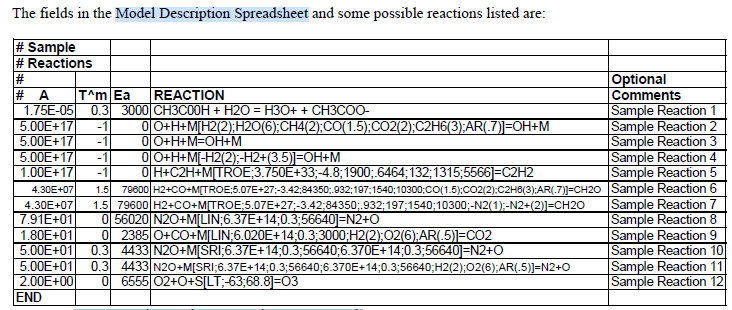 The fields in the Model Description Spreadsheet and some possible reactions listed are:
# Sample
# Reactions
# Optional
# A T^m Ea REACTION Comments
1.75E-05 0.3 3000 CH3C00H + H2O = H3O+ + CH3COO- Sample Reaction 1
5.00E+17 -1 0 O+H+M[H2(2);H2O(6);CH4(2);CO(1.5);CO2(2);C2H6(3);AR(.7)]=OH+M Sample Reaction 2
5.00E+17 -1 0 O+H+M=OH+M Sample Reaction 3
5.00E+17 -1 0 O+H+M[-H2(2);-H2+(3.5)]=OH+M Sample Reaction 4
1.00E+17 -1 0 H+C2H+M[TROE;3.750E+33;-4.8;1900;.6464;132;1315;5566]=C2H2 Sample Reaction 5
4.30E+07 1.5 79600 H2+CO+M[TROE;5.07E+27;-3.42;84350;.932;197;1540;10300;CO(1.5);CO2(2);C2H6(3);AR(.7)]=CH2O Sample Reaction 6
4.30E+07 1.5 79600 H2+CO+M[TROE;5.07E+27;-3.42;84350;.932;197;1540;10300;-N2(1);-N2+(2)]=CH2O Sample Reaction 7
7.91E+01 0 56020 N2O+M[LIN;6.37E+14;0.3;56640]=N2+O Sample Reaction 8
1.80E+01 0 2385 O+CO+M[LIN;6.020E+14;0.3;3000;H2(2);O2(6);AR(.5)]=CO2 Sample Reaction 9
5.00E+01 0.3 4433 N2O+M[SRI;6.37E+14;0.3;56640;6.370E+14;0.3;56640]=N2+O Sample Reaction 10
5.00E+01 0.3 4433 N2O+M[SRI;6.37E+14;0.3;56640;6.370E+14;0.3;56640;H2(2);O2(6);AR(.5)]=N2+O Sample Reaction 11
2.00E+00 0 6555 O2+O+S[LT;-63;68.8]=O3 Sample Reaction 12
END